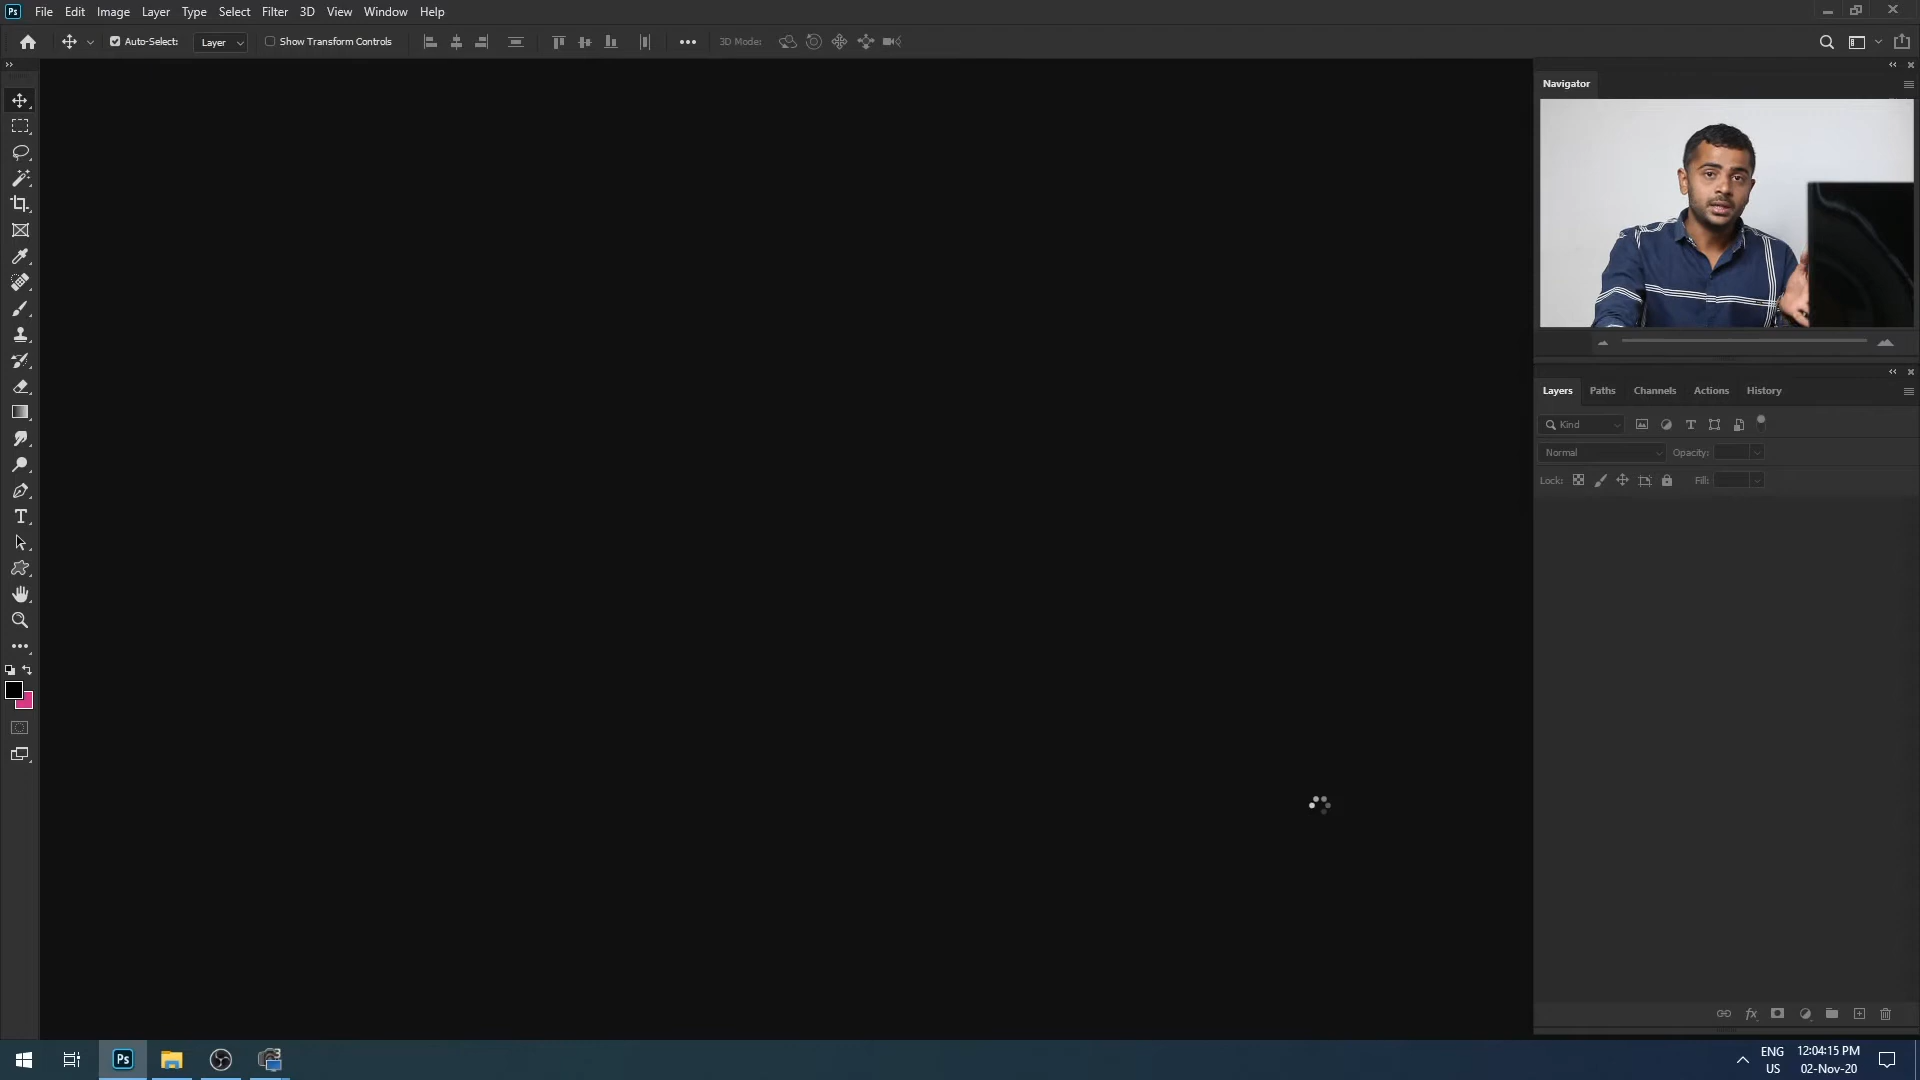 Ps File Edit Image Layer Type Select Filter 3D View Window Help
Auto-Select: Layer Show Transform Controls 3D Mode:
Navigator
Layers Paths Channels Actions History
Kind
Normal Opacity:
Lock: Fill:
Ps
ENG 12:04:15 PM
US 02-Nov-20